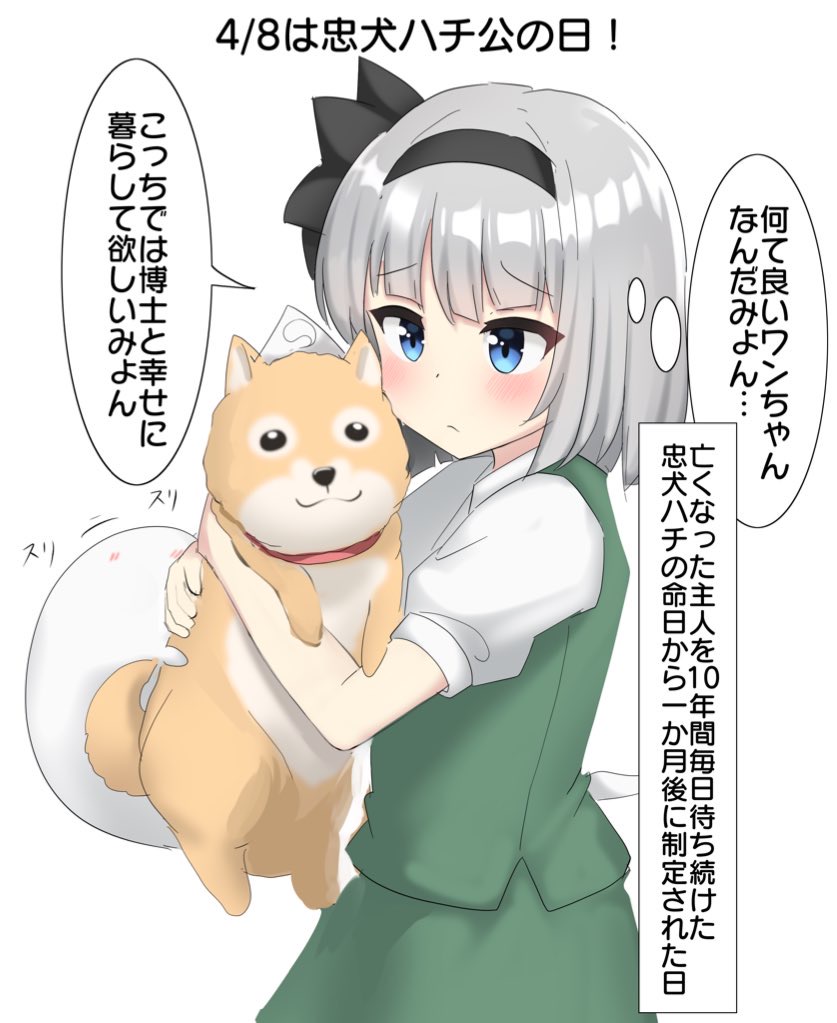 4/8は忠犬ハチ公の日！
何て良いワンちゃん
なんだみょん…
こっちでは博士と幸せに
暮らして欲しいみょん
スリ
スリ
亡くなった主人を10年間毎日待ち続けた
忠犬ハチの命日から一か月後に制定された日